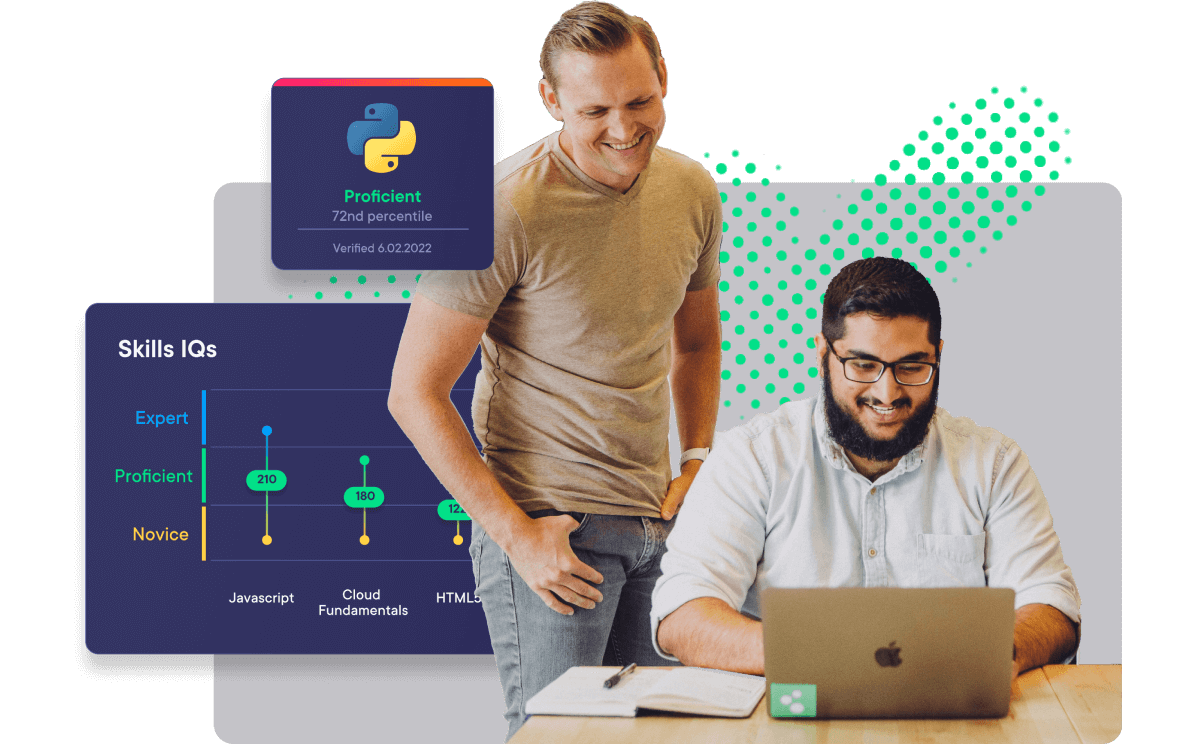 Proficient
72nd percentile
Verified 6.02.2022
Skills IQs
Expert
Proficient
Novice
210
180
Javascript
Cloud
Fundamentals
HTML5